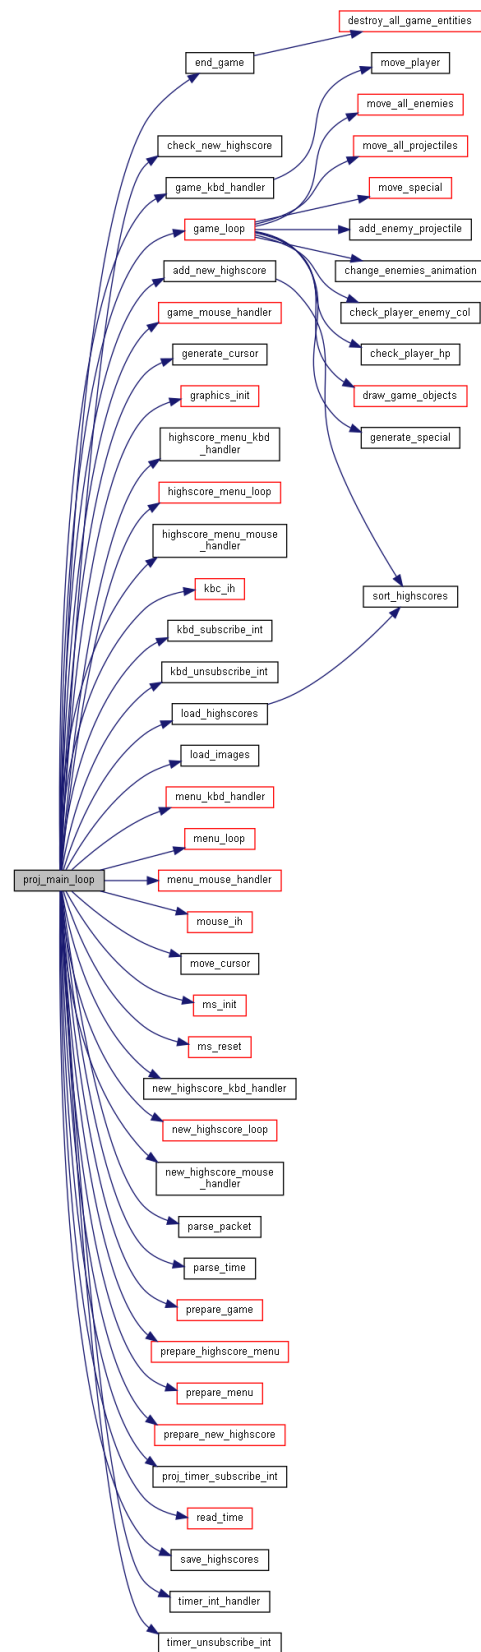 destroy_all_game_entities
end_game
move_player
move_all_enemies
check_new_highscore
move_all_projectiles
game_kbd_handler
move_special
game_loop
add_enemy_projectile
add_new_highscore
change_enemies_animation
game_mouse_handler
check_player_enemy_col
generate_cursor
check_player_hp
graphics_init
draw_game_objects
highscore_menu_kbd
_handler
generate_special
highscore_menu_loop
highscore_menu_mouse
_handler
kbc_ih
sort_highscores
kbd_subscribe_int
kbd_unsubscribe_int
load_highscores
load_images
menu_kbd_handler
menu_loop
proj_main_loop
menu_mouse_handler
mouse_ih
move_cursor
ms_init
ms_reset
new_highscore_kbd_handler
new_highscore_loop
new_highscore_mouse
_handler
parse_packet
parse_time
prepare_game
prepare_highscore_menu
prepare_menu
prepare_new_highscore
proj_timer_subscribe_int
read_time
save_highscores
timer_int_handler
timer_unsubscribe_int